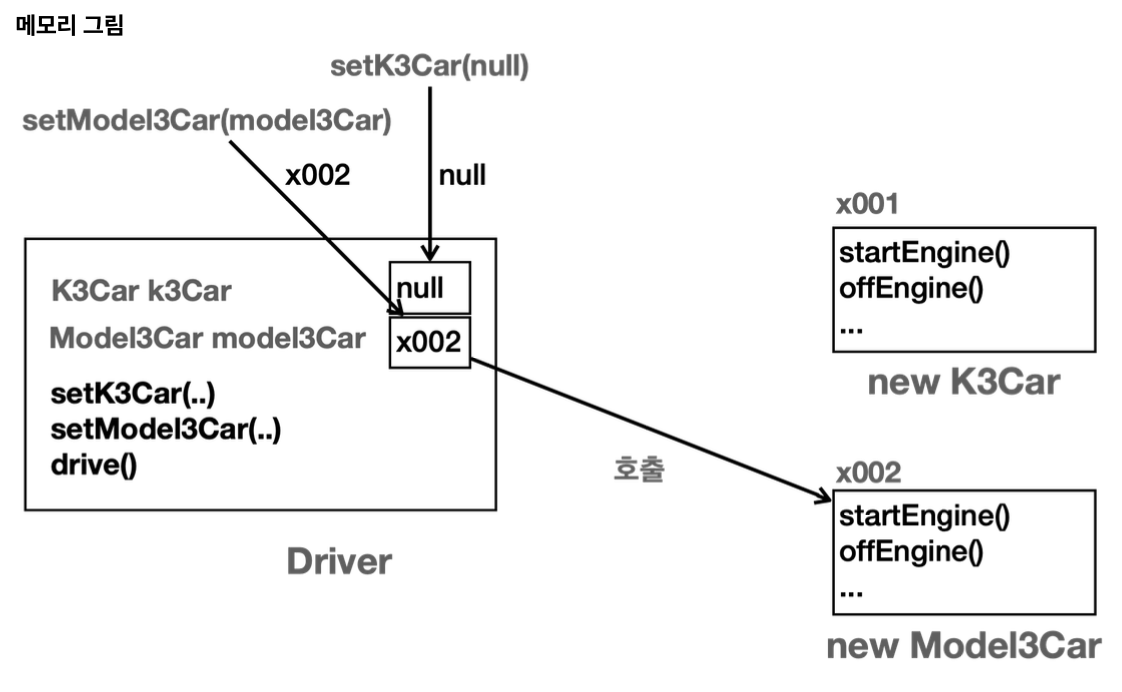 메모리 그림
setK3Car(null)
setModel3Car(model3Car)
x002
null
K3Car k3Car
null
Model3Car model3Car
x002
setK3Car(..)
setModel3Car(..)
drive()
Driver
호출
x001
startEngine()
offEngine()
...
new K3Car
x002
startEngine()
offEngine()
...
new Model3Car